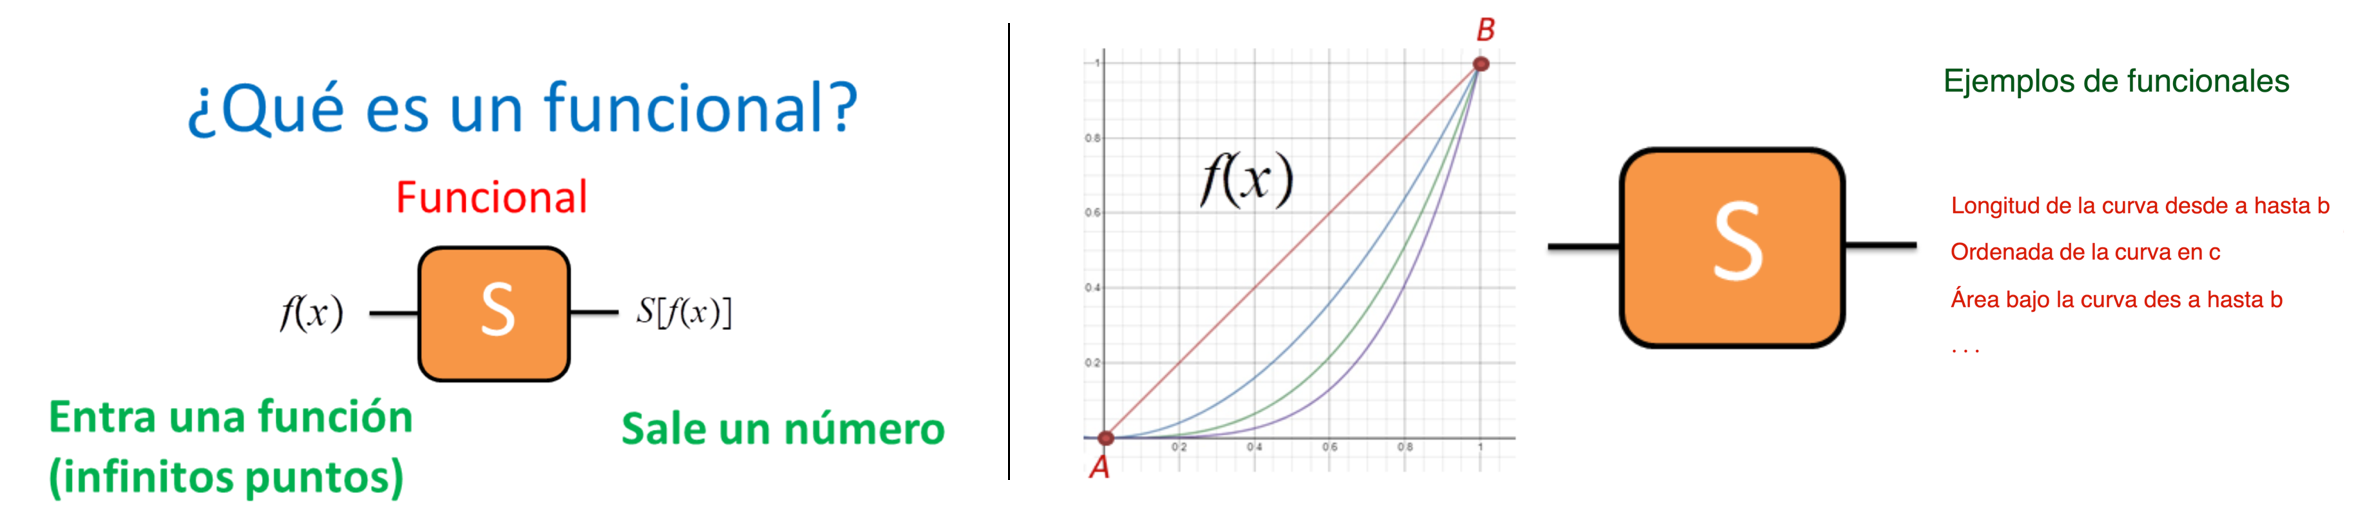 ¿Qué es un funcional?
Funcional
f(x)
S
S[f(x)]
Entra una función
(infinitos puntos)
Sale un número
B
1
0.8
f(x)
0.6
0.4
0.2
0.2 0.4 0.6 0.8 1
A
S
Ejemplos de funcionales
Longitud de la curva desde a hasta b
Ordenada de la curva en c
Área bajo la curva des a hasta b
. . .